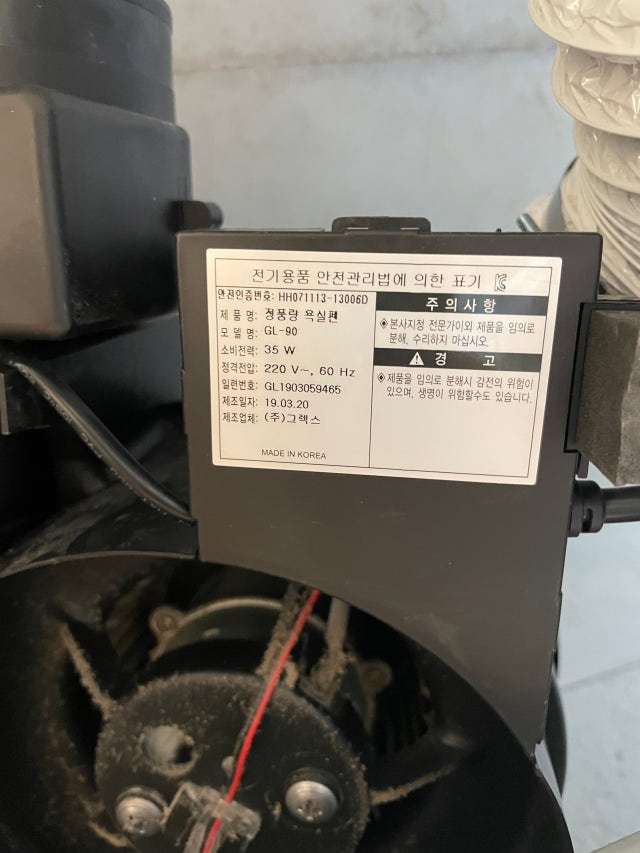 전기용품 안전관리법에 의한 표기
안전인증번호: HH071113-13006D
제 품 명: 정풍량 욕실팬
모 델 명: GL-90
소비전력: 35 W
정격전압: 220 V~, 60 Hz
일련번호: GL1903059465
제조일자: 19.03.20
제조업체: (주)그렉스
MADE IN KOREA
주 의 사 항
◈본사지정 전문가이외 제품을 임의로
분해, 수리하지 마십시오.
⚠ 경 고
◈제품을 임의로 분해시 감전의 위험이
있으며, 생명이 위험할수도 있습니다.